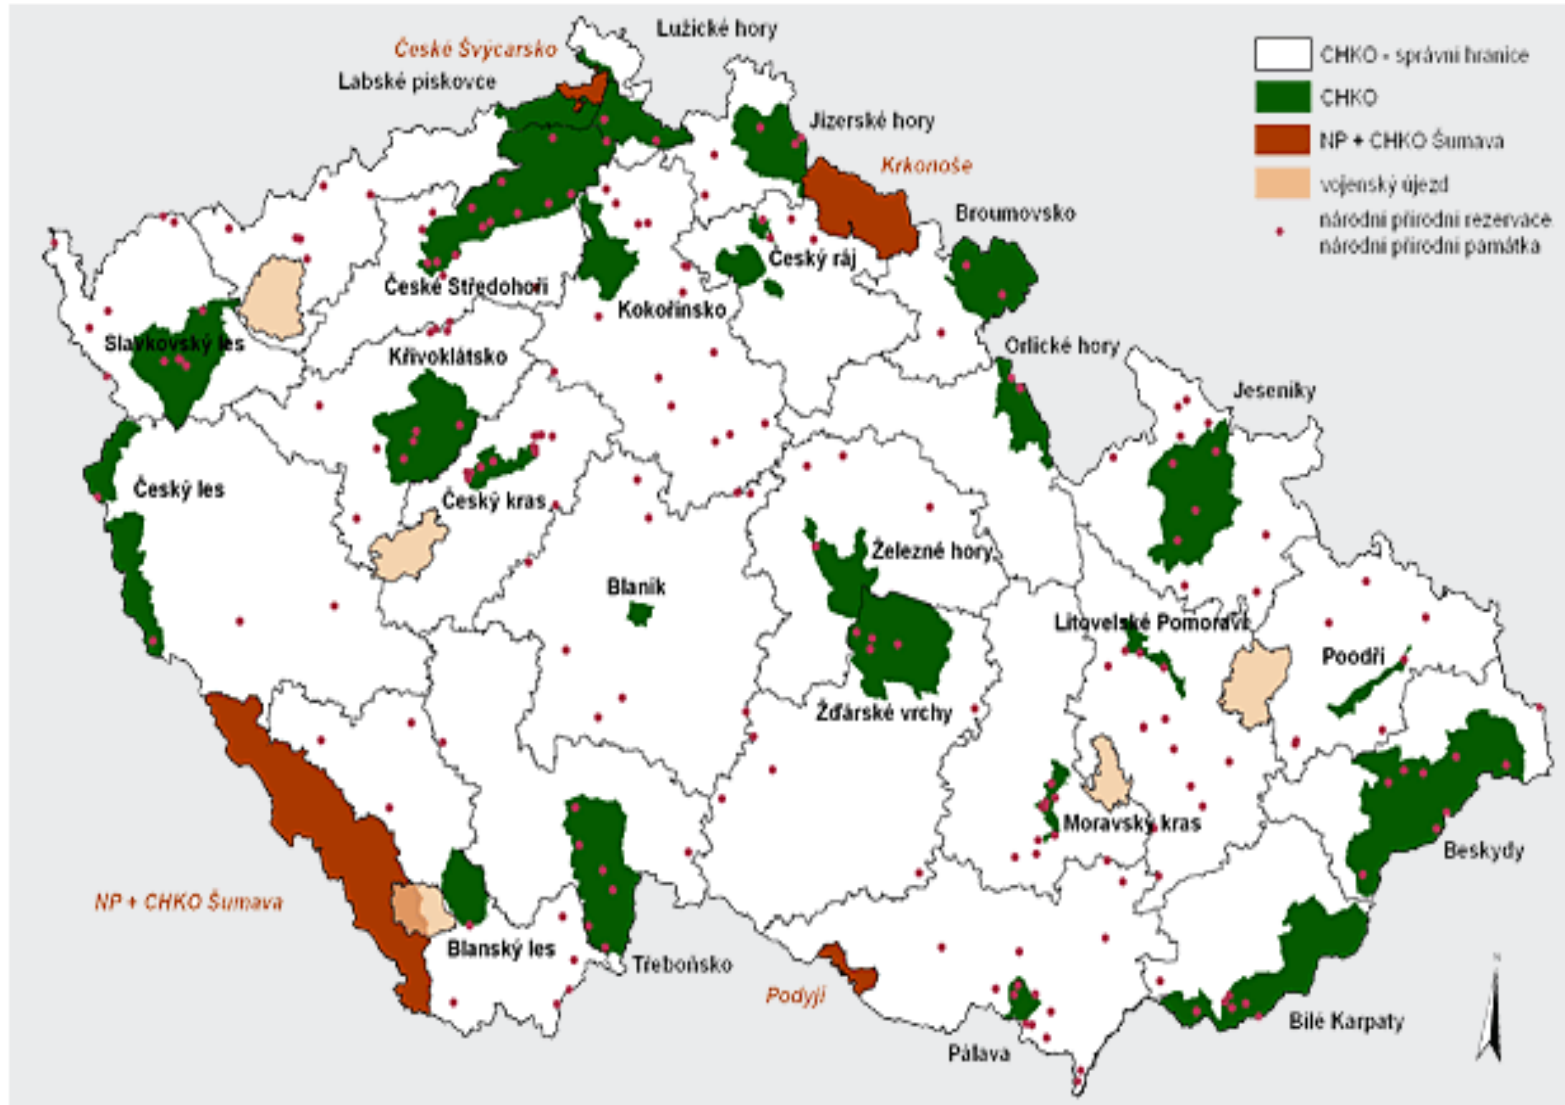 Lužické hory
České Švýcarsko
Labské pískovce
CHKO - správní hranice
CHKO
NP + CHKO Šumava
vojenský újezd
národní přírodní rezervace
národní přírodní památka
Jizerské hory
Krkonoše
Broumovsko
Český ráj
České Středohoří
Kokořínsko
Slavkovský les
Křivoklátsko
Orlické hory
Jeseníky
Český les
Český kras
Železné hory
Blaník
Litovelské Pomoraví
Poodří
Žďárské vrchy
Moravský kras
Beskydy
NP + CHKO Šumava
Blanský les
Třeboňsko
Podyjí
Bílé Karpaty
Pálava
N